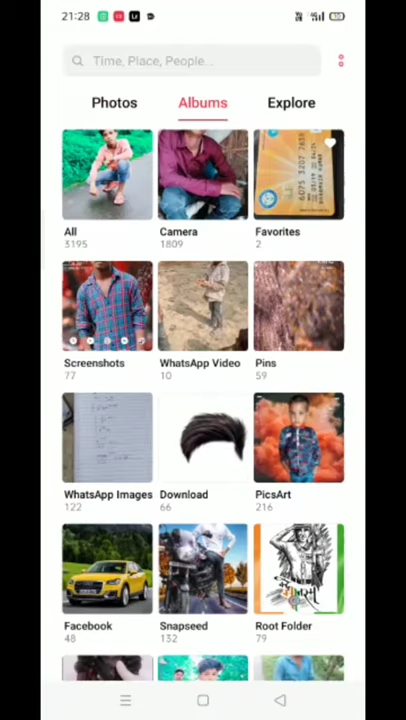 21:28
Time, Place, People...
Photos Albums Explore
All Camera Favorites
3195 1809 2
Screenshots WhatsApp Video Pins
77 10 59
WhatsApp Images Download PicsArt
122 66 216
Facebook Snapseed Root Folder
48 132 79